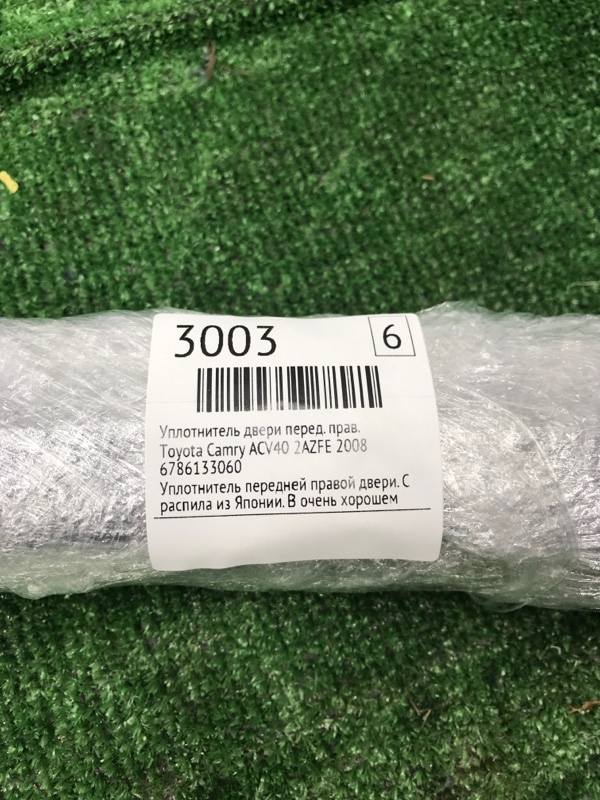 3003
6
Уплотнитель двери перед. прав.
Toyota Camry ACV40 2AZFE 2008
6786133060
Уплотнитель передней правой двери. С
распила из Японии. В очень хорошем